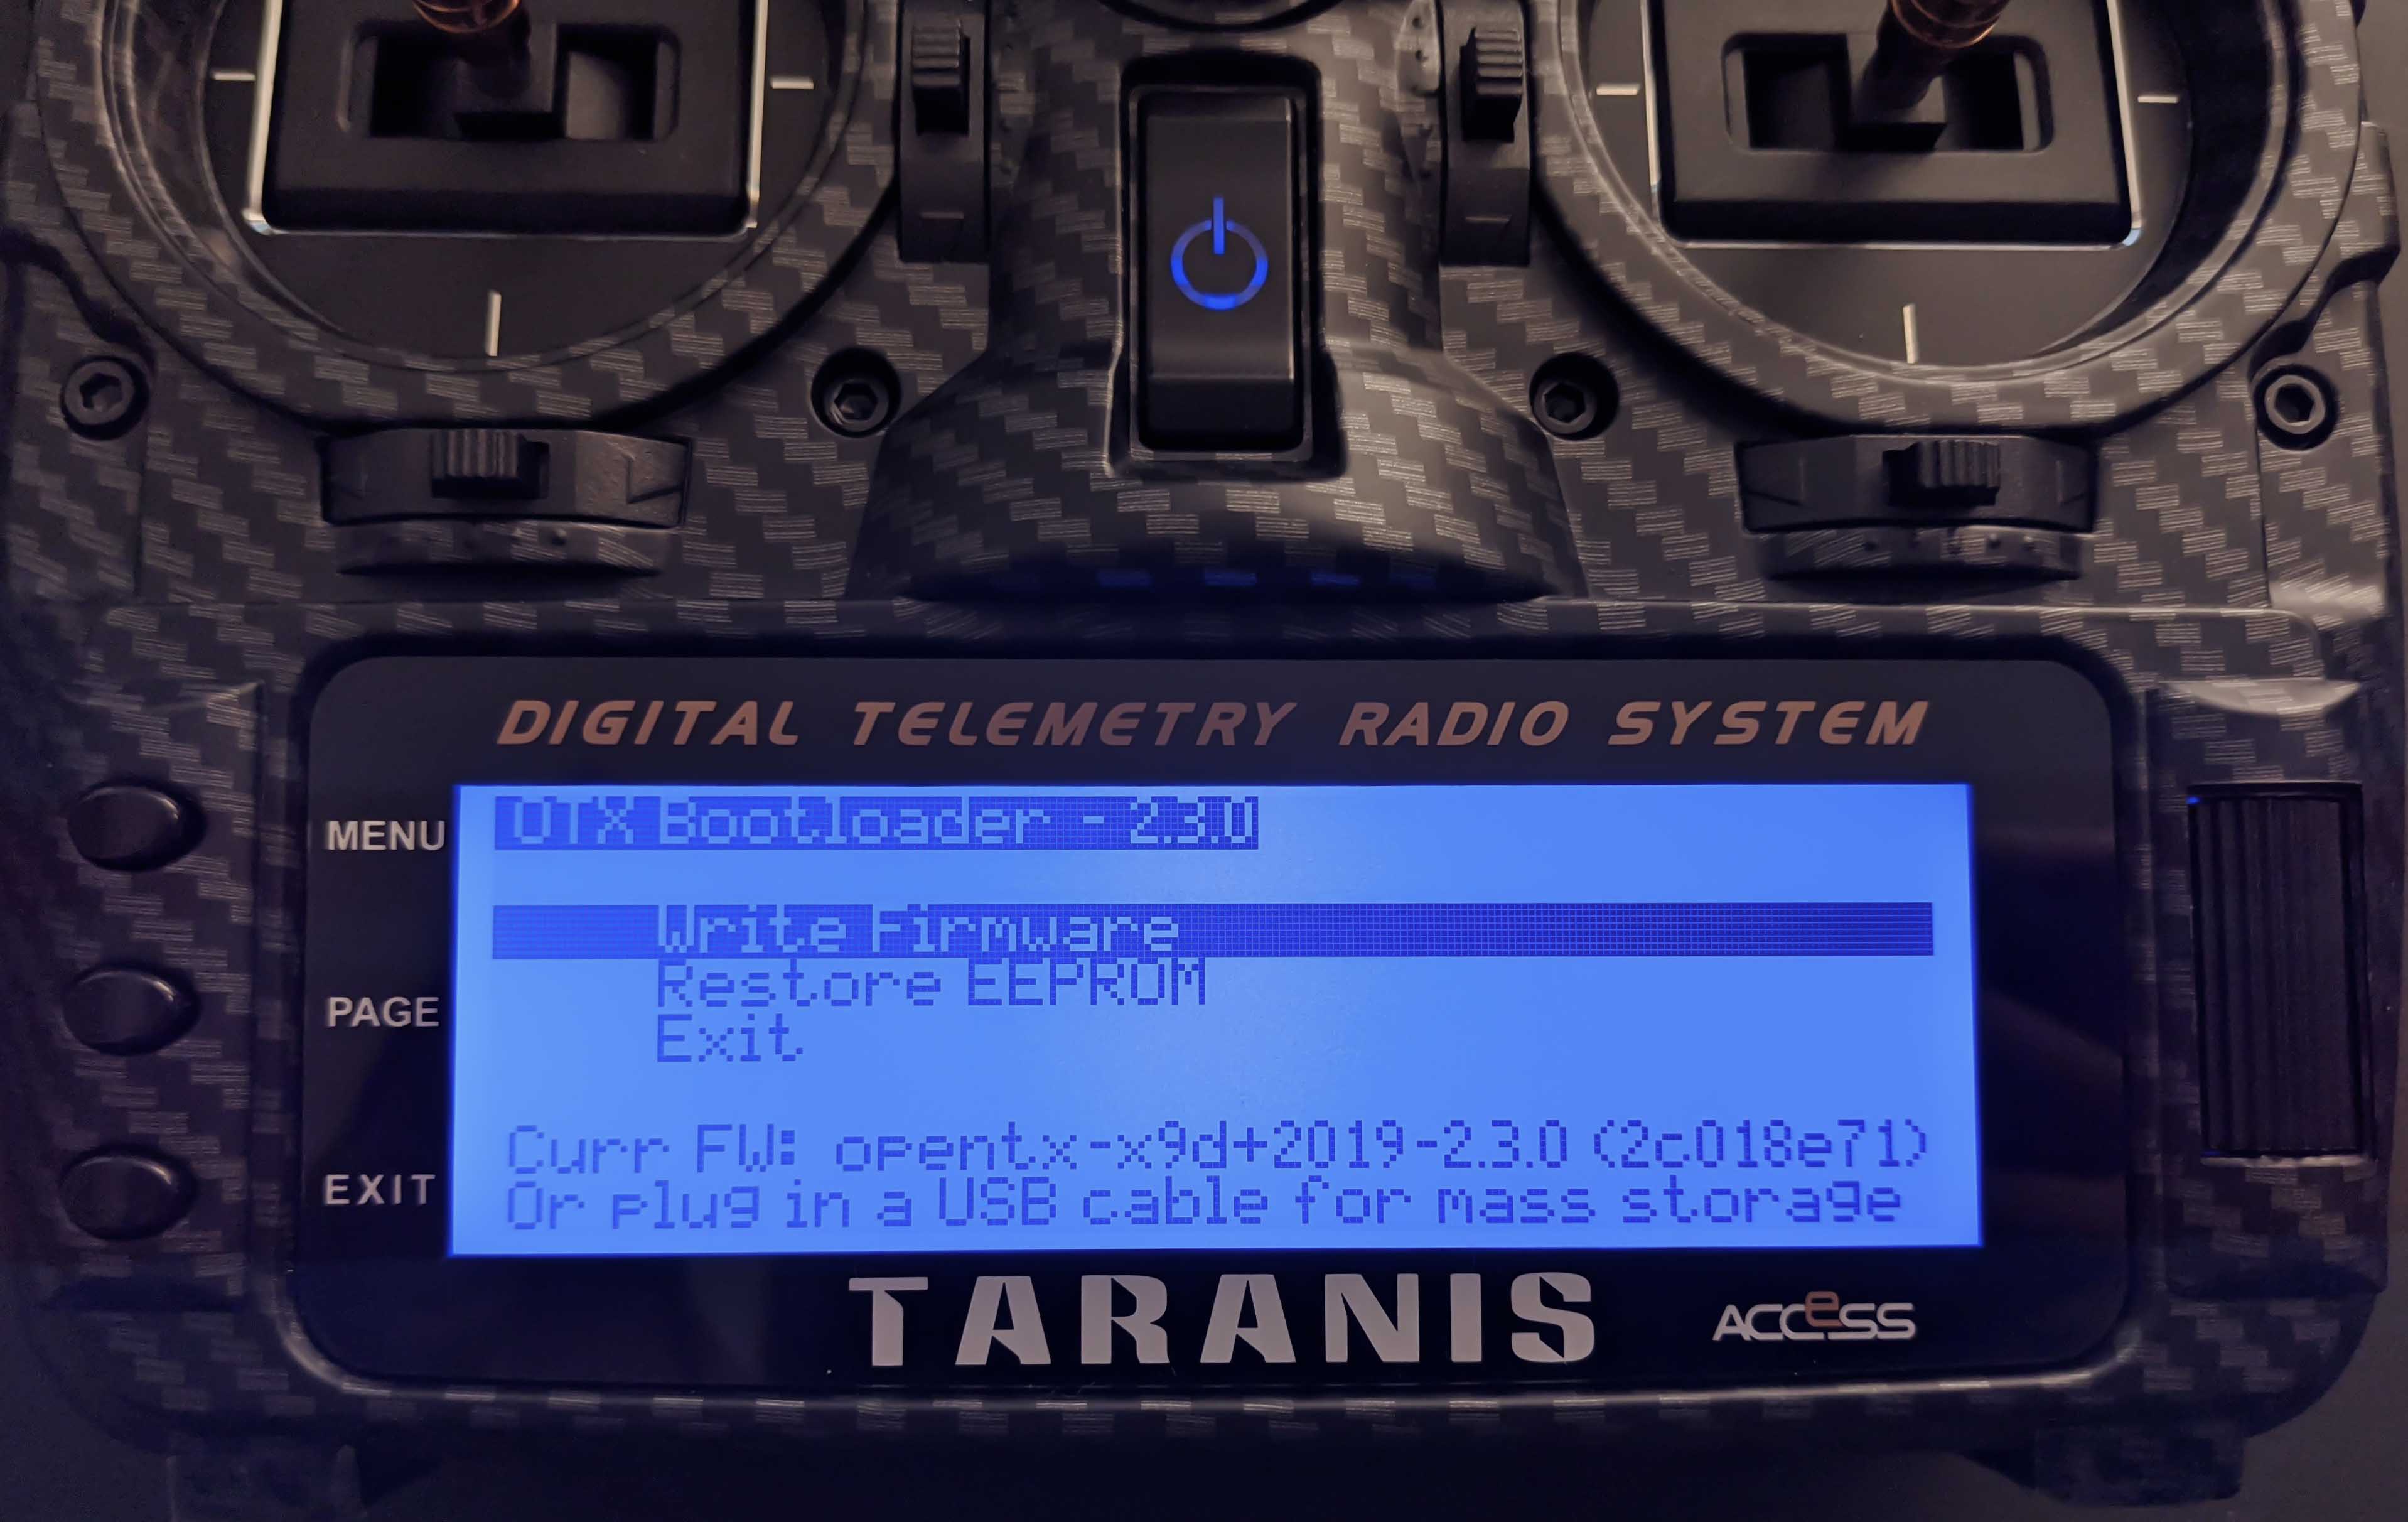 DIGITAL TELEMETRY RADIO SYSTEM
MENU
PAGE
EXIT
OTX Bootloader - 2.3.0
Write Firmware
Restore EEPROM
Exit
Curr FW: opentx-x9d+2019-2.3.0 (2c018e71)
Or plug in a USB cable for mass storage
TARANIS
ACCeSS